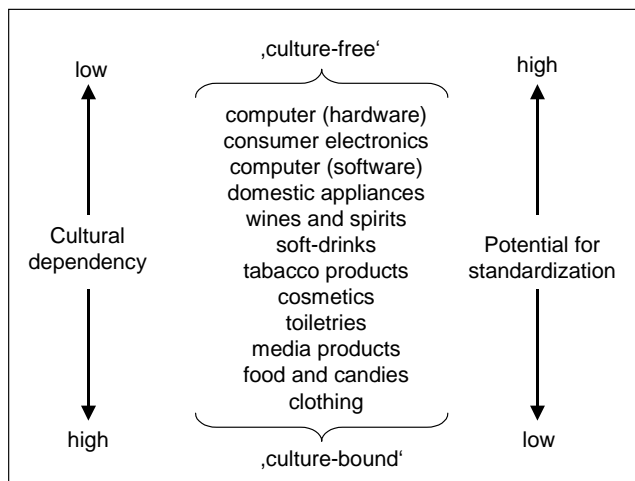 ‚culture-free‘
low
high
computer (hardware)
consumer electronics
computer (software)
domestic appliances
wines and spirits
soft-drinks
tabacco products
cosmetics
toiletries
media products
food and candies
clothing
Cultural
dependency
Potential for
standardization
high
low
‚culture-bound‘